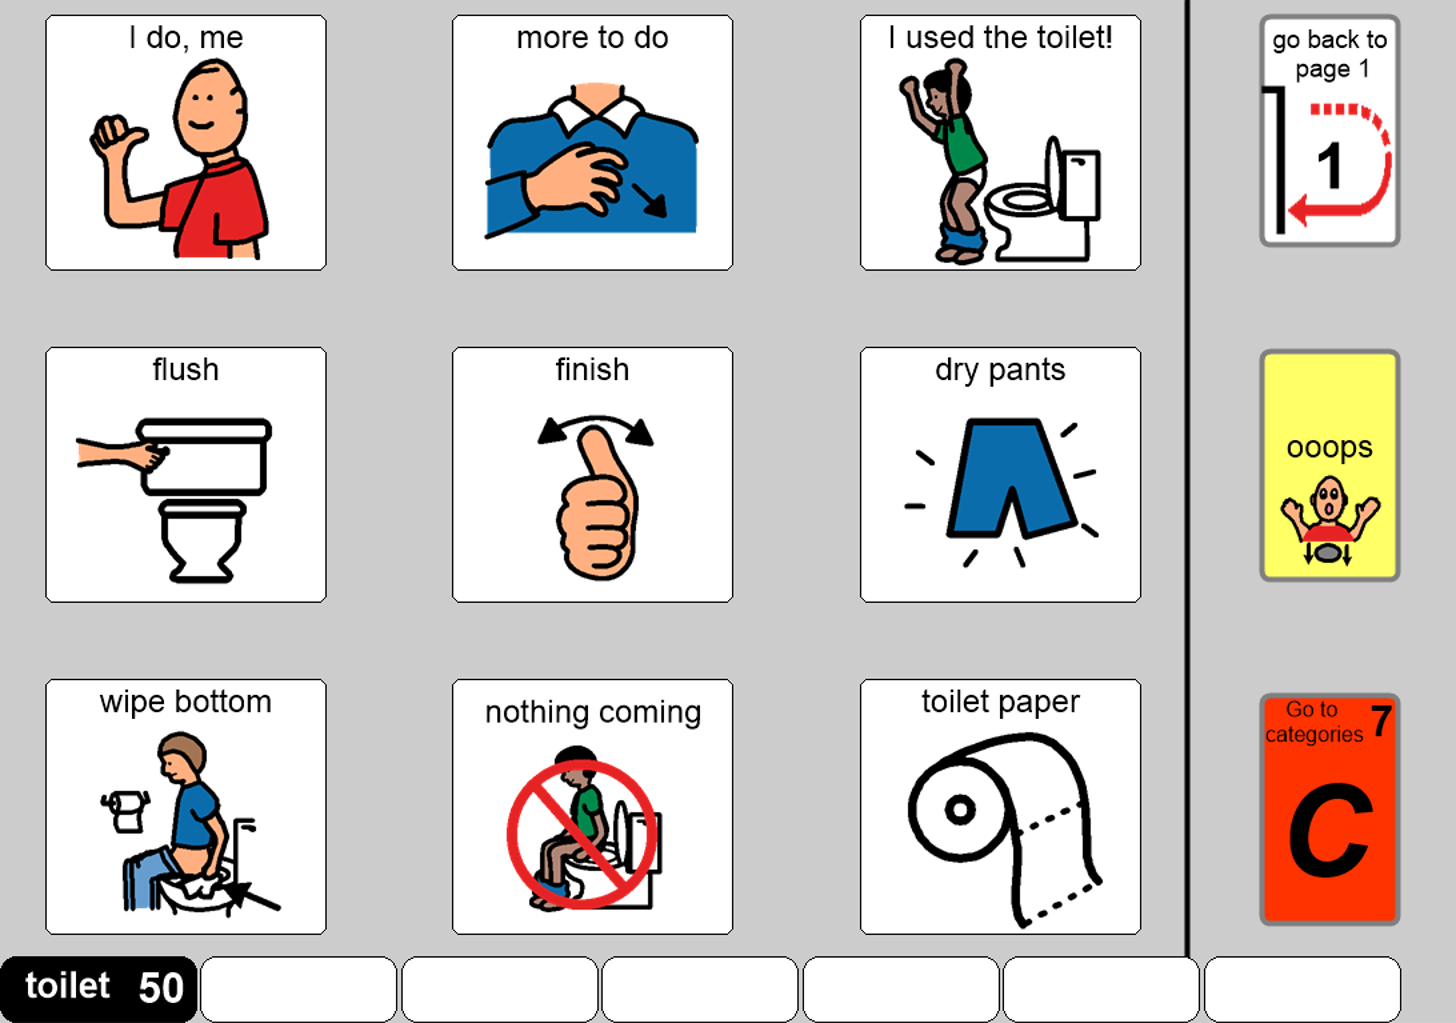 I do, me
more to do
I used the toilet!
go back to
page 1
1
flush
finish
dry pants
ooops
wipe bottom
nothing coming
toilet paper
Go to
categories 7
C
toilet 50